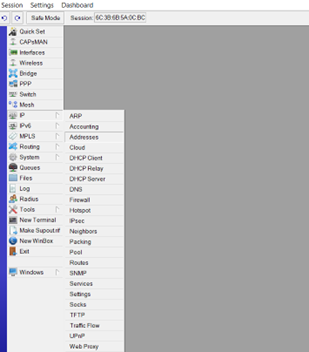 Session Settings Dashboard
Safe Mode Session: 6C:3B:6B:5A:0C:BC
Quick Set
CAPsMAN
Interfaces
Wireless
Bridge
PPP
Switch
Mesh
IP
IPv6
MPLS
Routing
System
Queues
Files
Log
Radius
Tools
New Terminal
Make Supout.rif
New WinBox
Exit
Windows
ARP
Accounting
Addresses
Cloud
DHCP Client
DHCP Relay
DHCP Server
DNS
Firewall
Hotspot
IPsec
Neighbors
Packing
Pool
Routes
SNMP
Services
Settings
Socks
TFTP
Traffic Flow
UPnP
Web Proxy